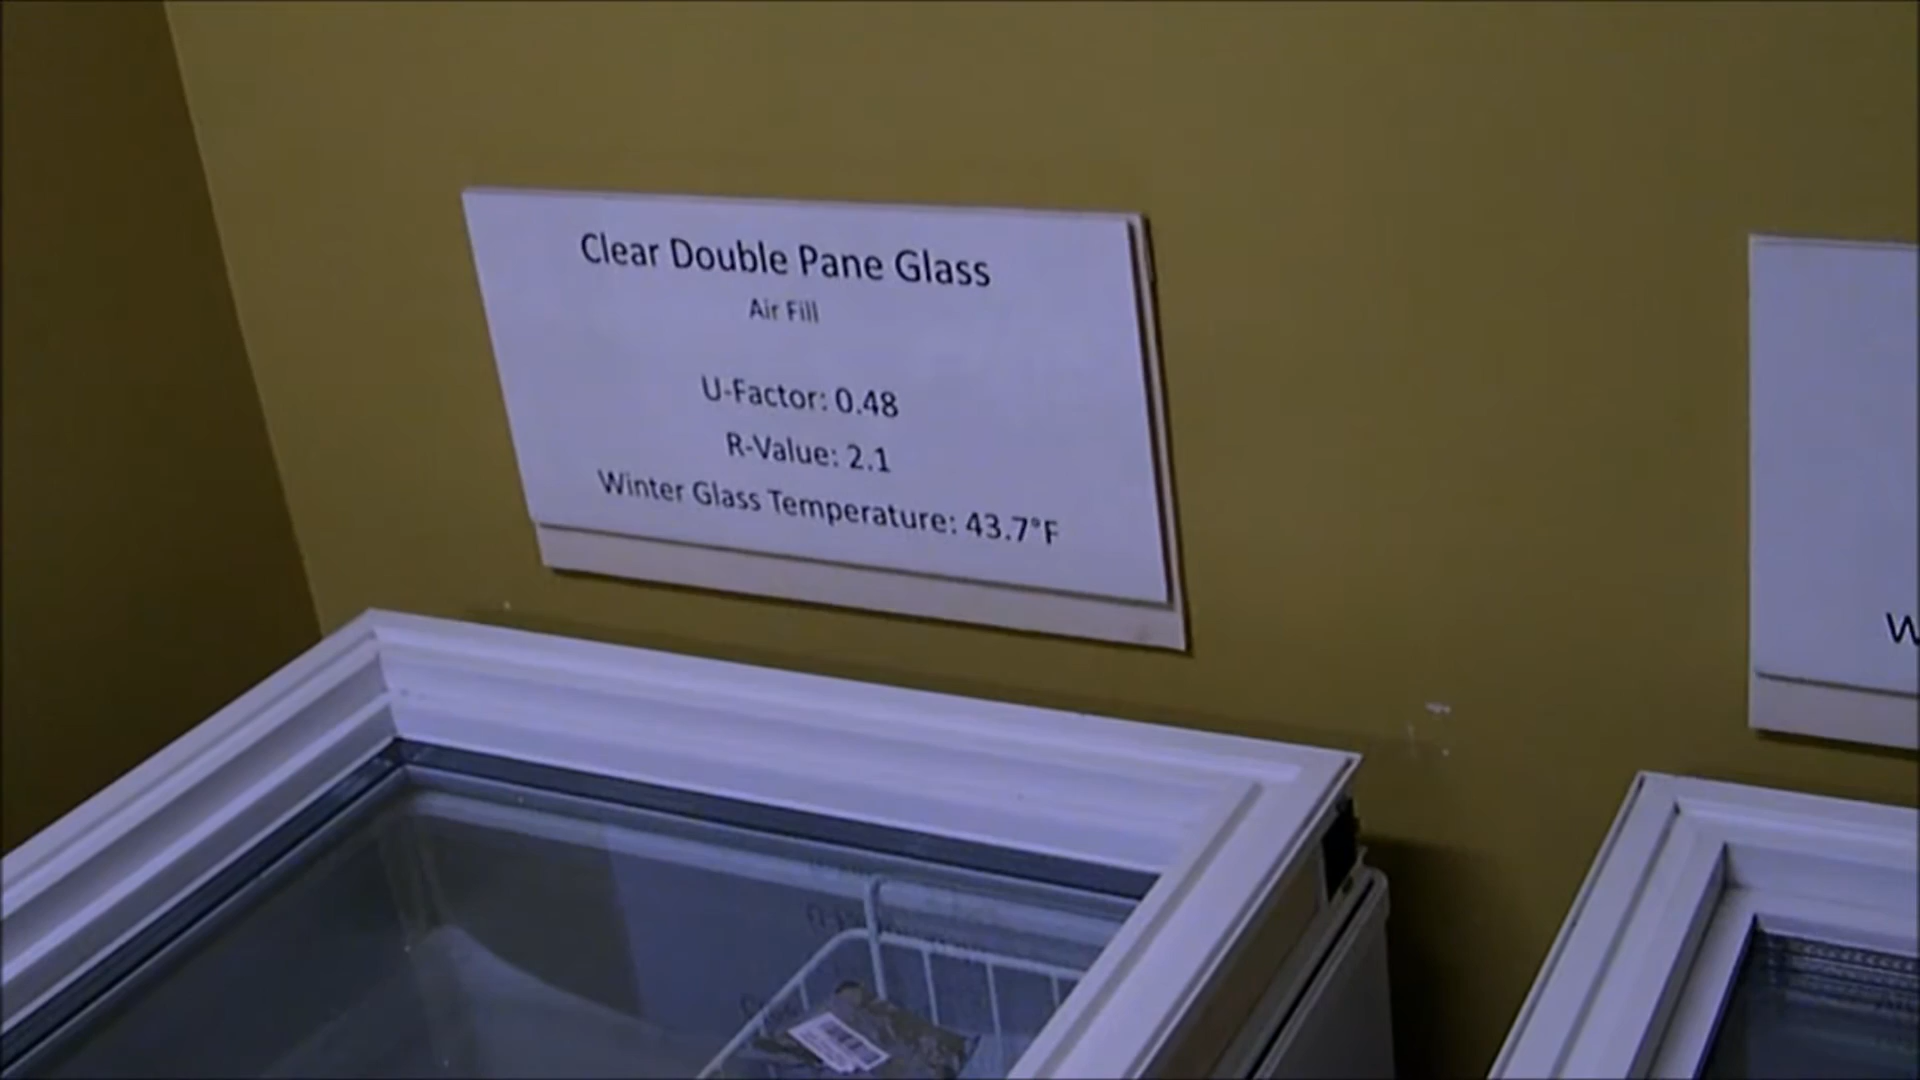 Clear Double Pane Glass
Air Fill
U-Factor: 0.48
R-Value: 2.1
Winter Glass Temperature: 43.7°F
W